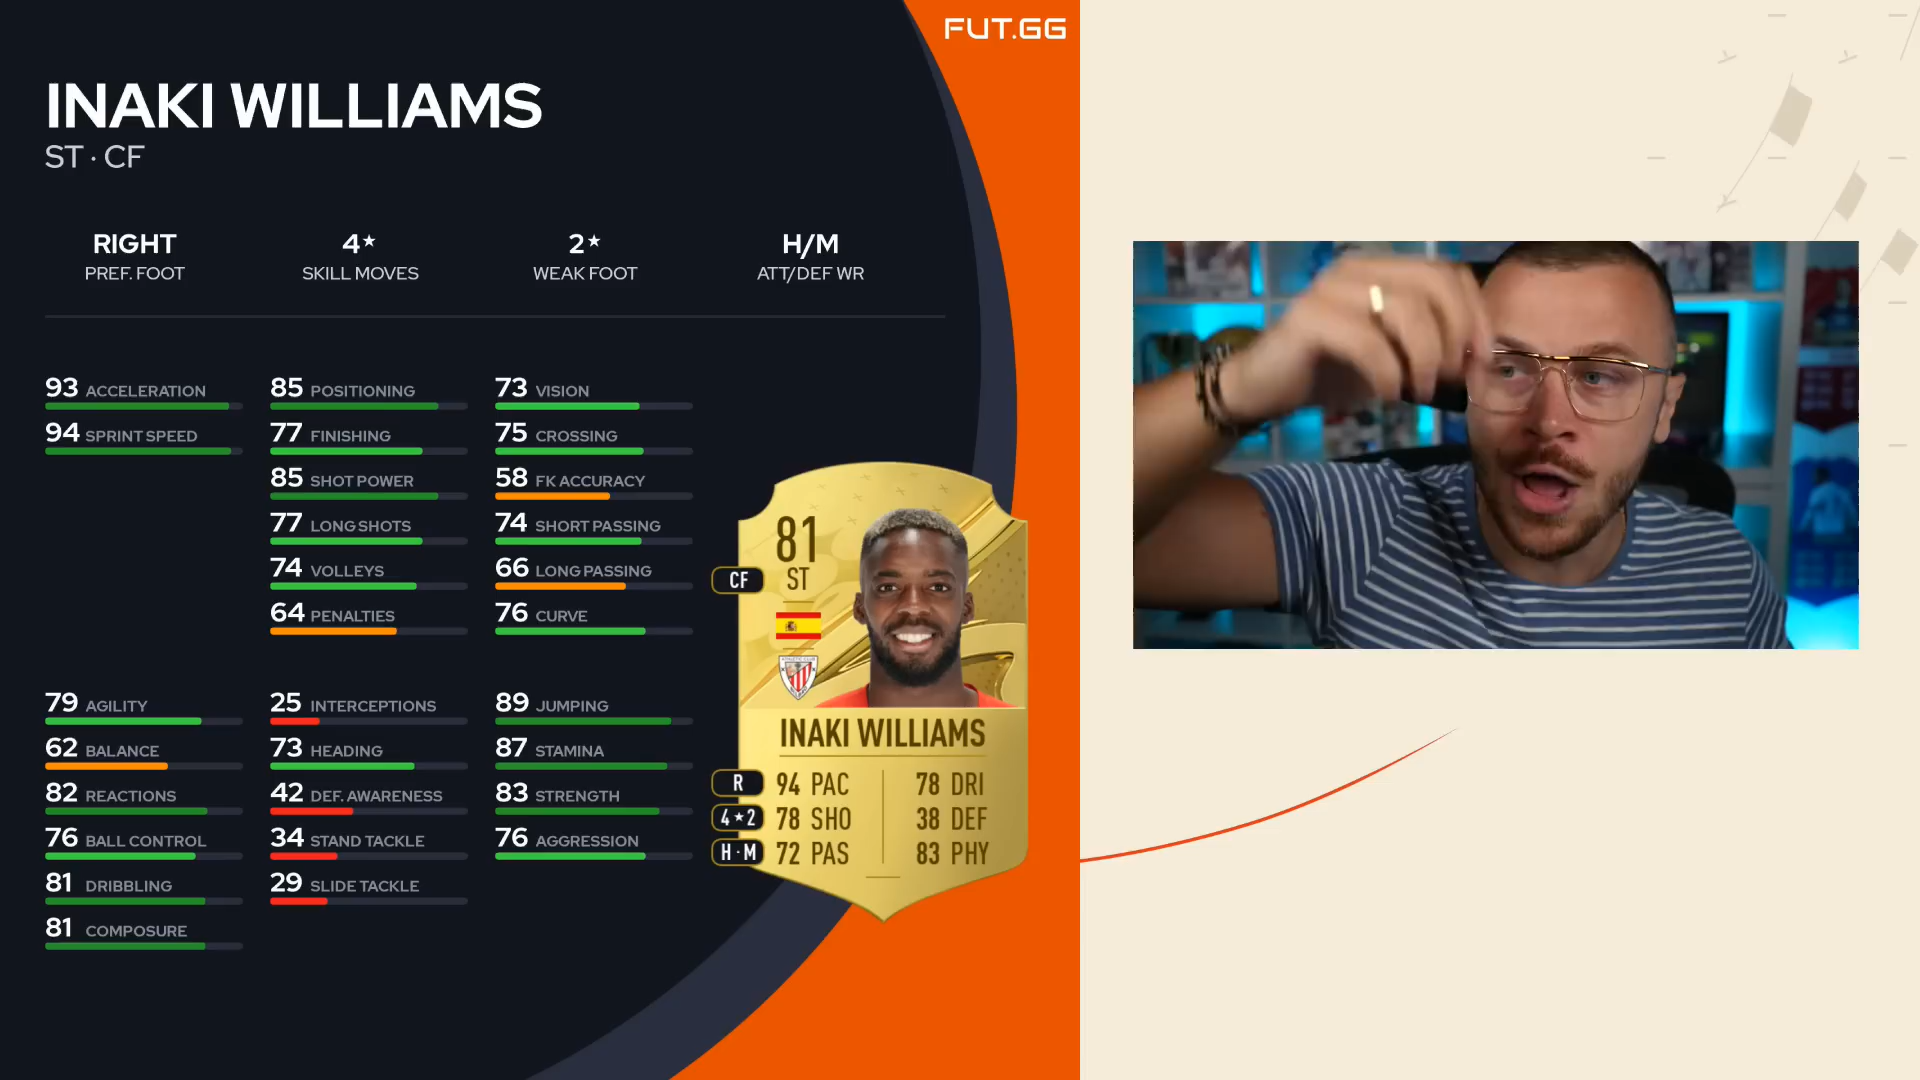 FUT.GG
INAKI WILLIAMS
ST · CF
RIGHT
PREF. FOOT
4★
SKILL MOVES
2★
WEAK FOOT
H/M
ATT/DEF WR
93 ACCELERATION
94 SPRINT SPEED
85 POSITIONING
77 FINISHING
85 SHOT POWER
77 LONG SHOTS
74 VOLLEYS
64 PENALTIES
73 VISION
75 CROSSING
58 FK ACCURACY
74 SHORT PASSING
66 LONG PASSING
76 CURVE
79 AGILITY
62 BALANCE
82 REACTIONS
76 BALL CONTROL
81 DRIBBLING
81 COMPOSURE
25 INTERCEPTIONS
73 HEADING
42 DEF. AWARENESS
34 STAND TACKLE
29 SLIDE TACKLE
89 JUMPING
87 STAMINA
83 STRENGTH
76 AGGRESSION
81
CF ST
INAKI WILLIAMS
R 94 PAC 78 DRI
4★2 78 SHO 38 DEF
H·M 72 PAS 83 PHY